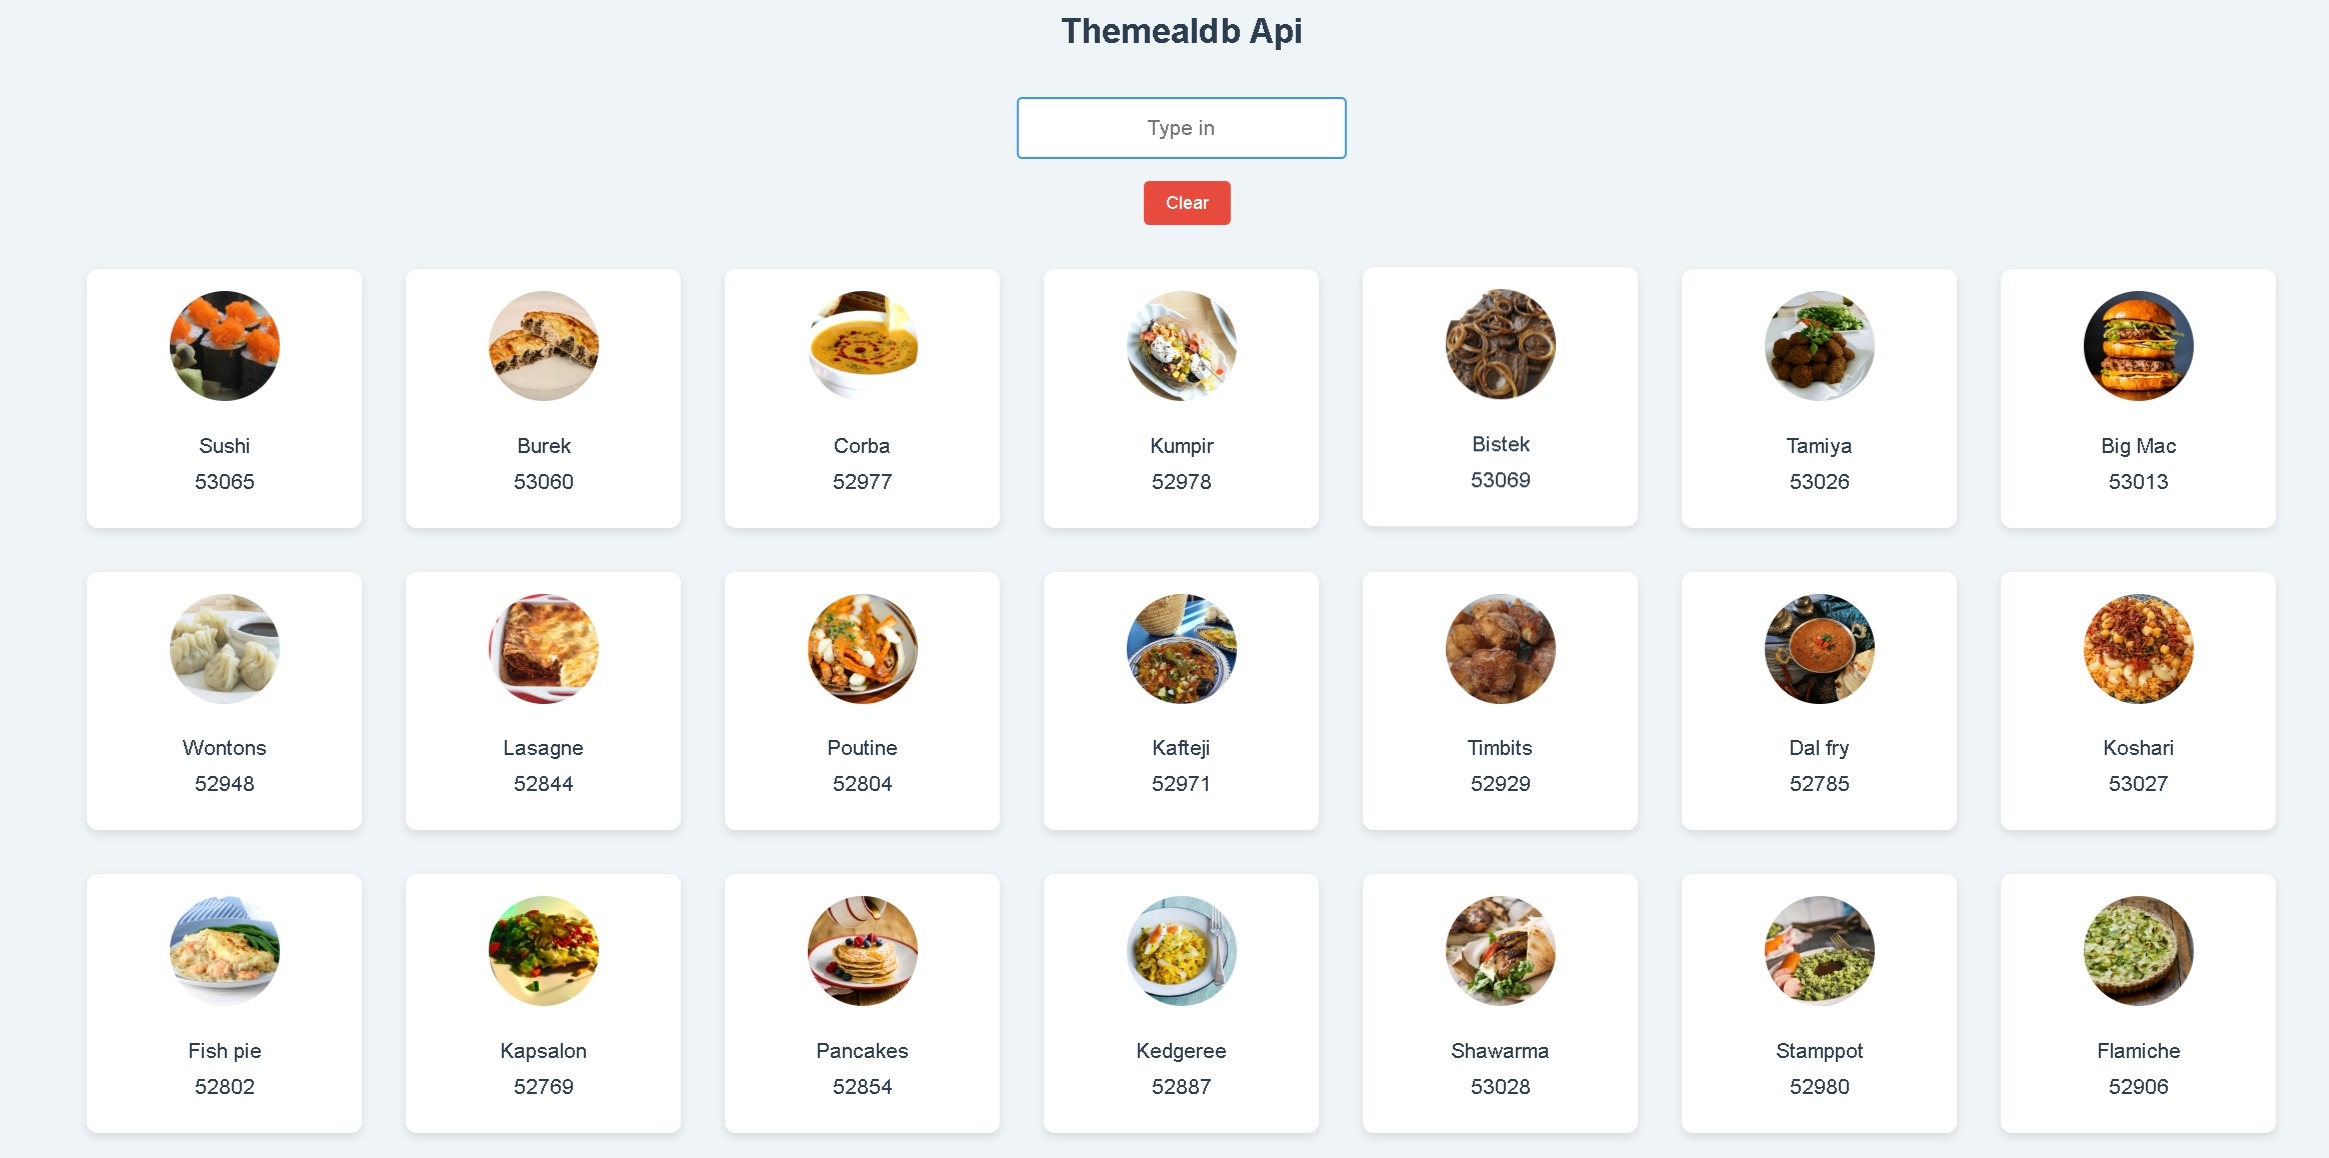 Themealdb Api
Type in
Clear
Sushi
53065
Burek
53060
Corba
52977
Kumpir
52978
Bistek
53069
Tamiya
53026
Big Mac
53013
Wontons
52948
Lasagne
52844
Poutine
52804
Kafteji
52971
Timbits
52929
Dal fry
52785
Koshari
53027
Fish pie
52802
Kapsalon
52769
Pancakes
52854
Kedgeree
52887
Shawarma
53028
Stamppot
52980
Flamiche
52906